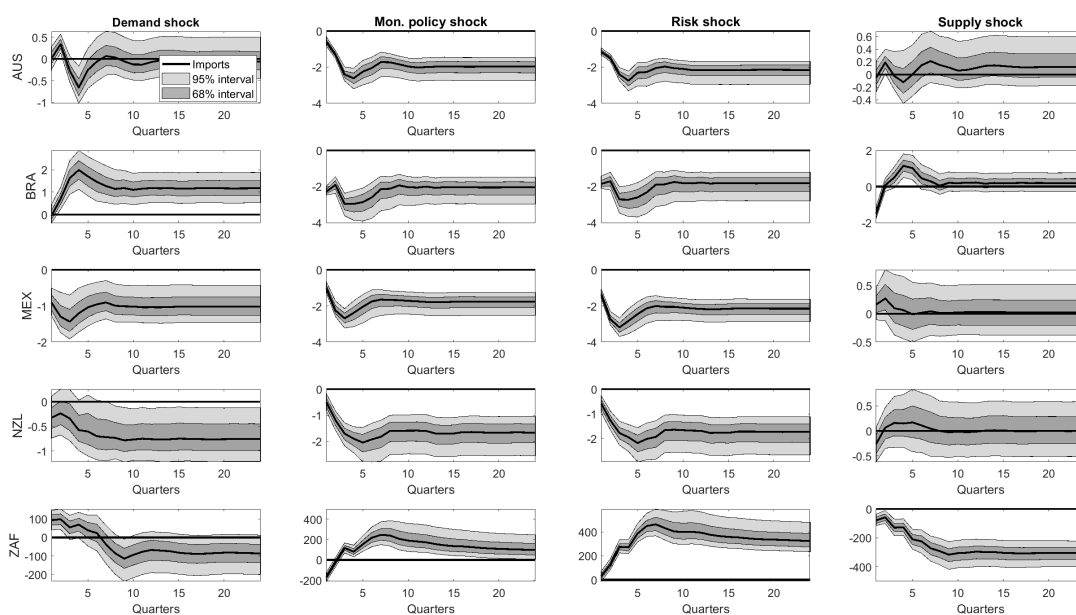 Demand shock Mon. policy shock Risk shock Supply shock
AUS
0.5 0 -0.5 -1
Imports
95% interval
68% interval
0 -2 -4
0 -2 -4
0.6 0.4 0.2 0 -0.2 -0.4
5 10 15 20 5 10 15 20 5 10 15 20 5 10 15 20
Quarters Quarters Quarters Quarters
BRA
2 1 0
0 -2 -4
0 -2 -4
2 0 -2
5 10 15 20 5 10 15 20 5 10 15 20 5 10 15 20
Quarters Quarters Quarters Quarters
MEX
0 -1 -2
0 -2 -4
0 -2 -4
0.5 0 -0.5
5 10 15 20 5 10 15 20 5 10 15 20 5 10 15 20
Quarters Quarters Quarters Quarters
NZL
0 -0.5 -1
0 -2
0 -2
0.5 0 -0.5
5 10 15 20 5 10 15 20 5 10 15 20 5 10 15 20
Quarters Quarters Quarters Quarters
ZAF
100 0 -100 -200
400 200 0 -200
400 200 0
0 -200 -400
5 10 15 20 5 10 15 20 5 10 15 20 5 10 15 20
Quarters Quarters Quarters Quarters